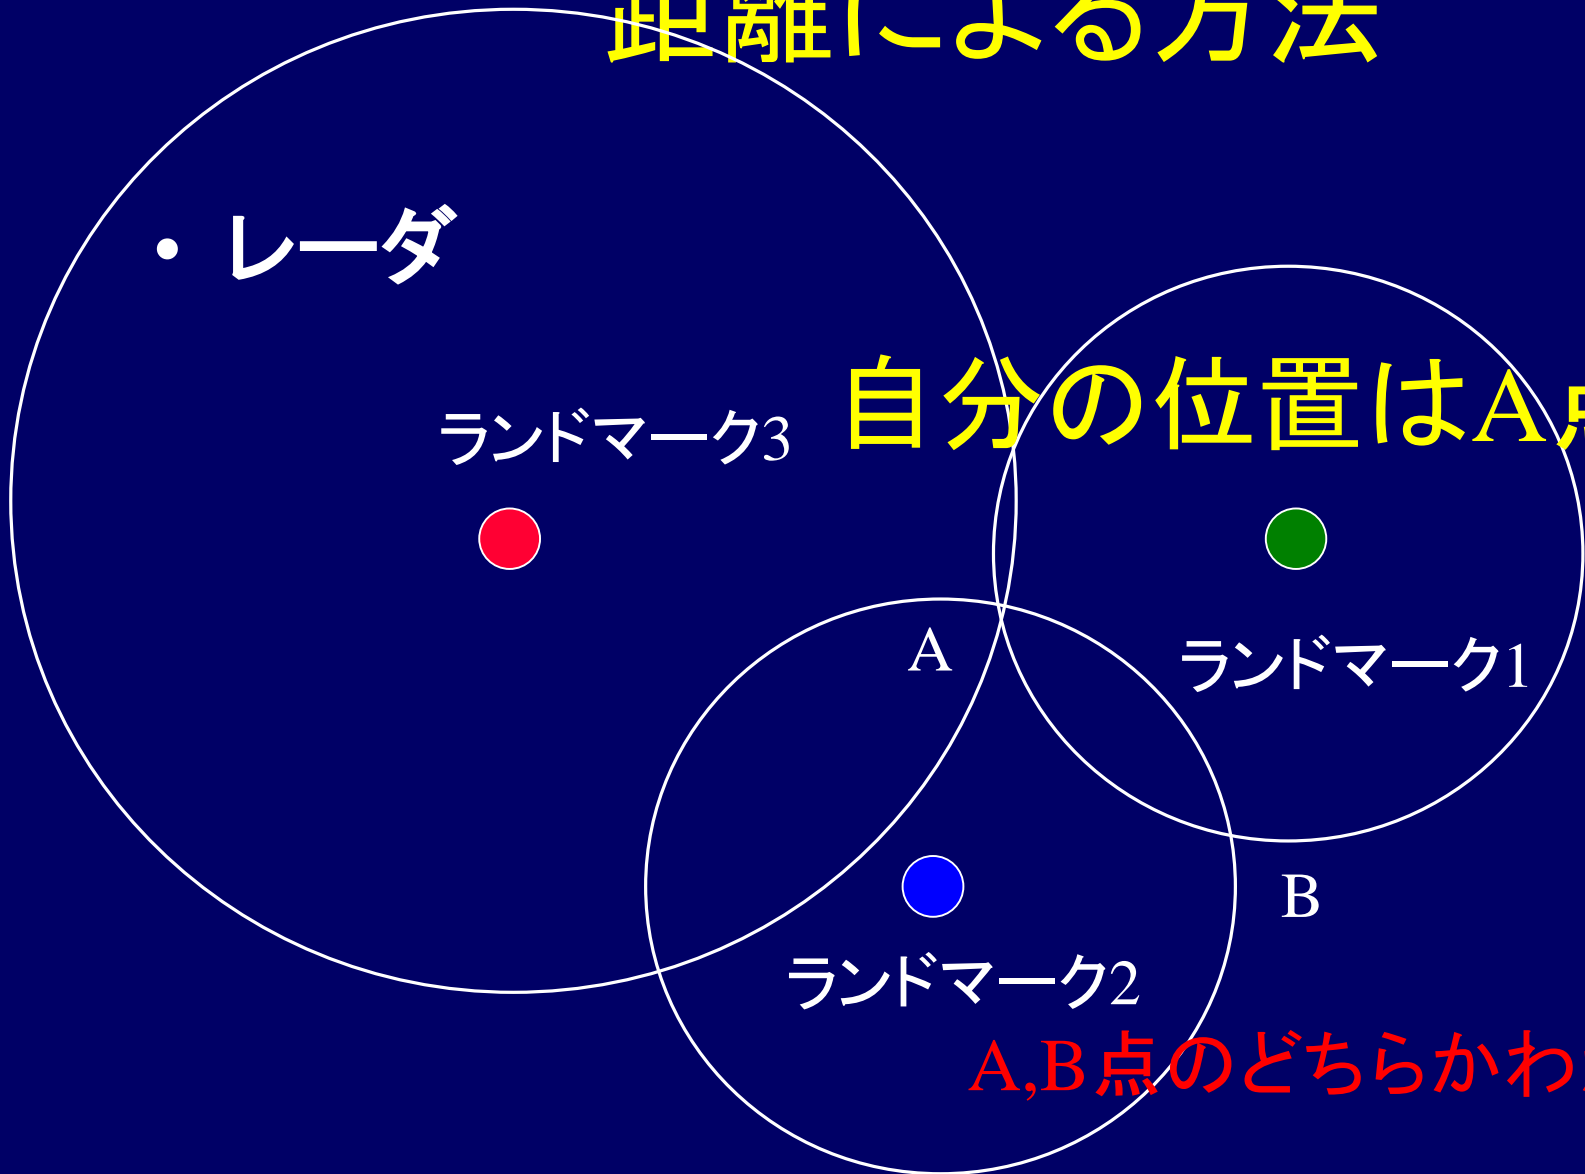 距離による方法
• レーダ
自分の位置はA点
ランドマーク3
A
ランドマーク1
B
ランドマーク2
A,B点のどちらかわ